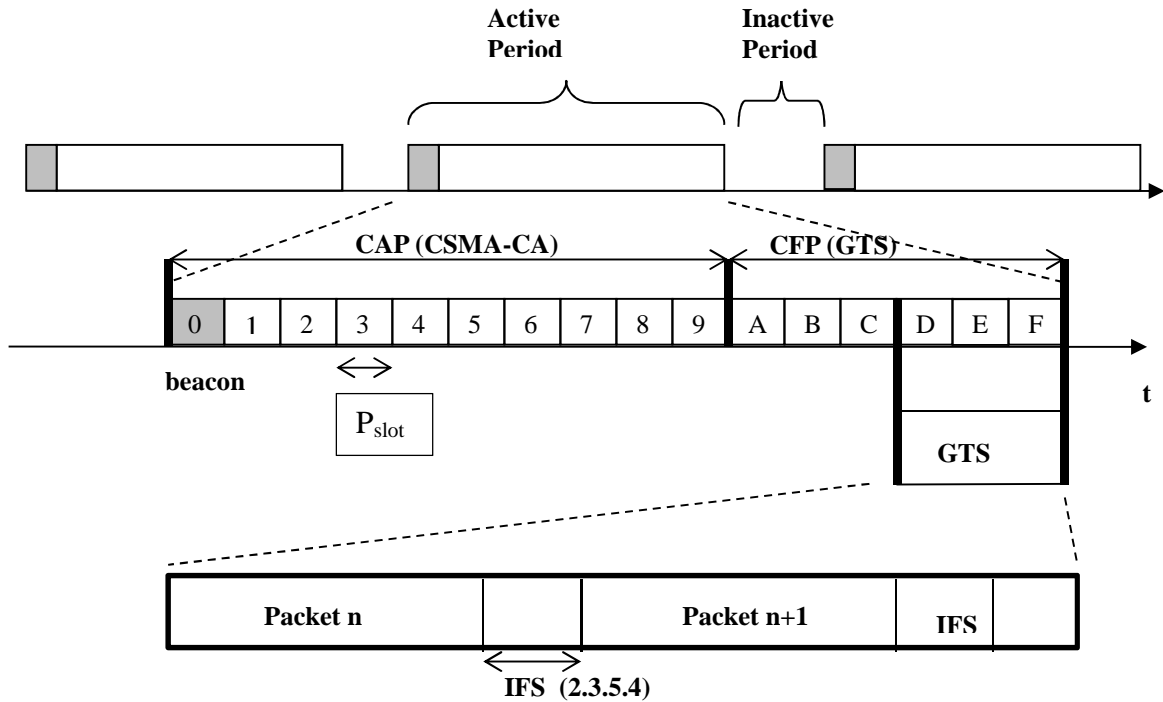 Active
Period
Inactive
Period
CAP (CSMA-CA)
CFP (GTS)
0 1 2 3 4 5 6 7 8 9 A B C D E F
beacon
t
Pslot
GTS
Packet n
Packet n+1
IFS
IFS (2.3.5.4)